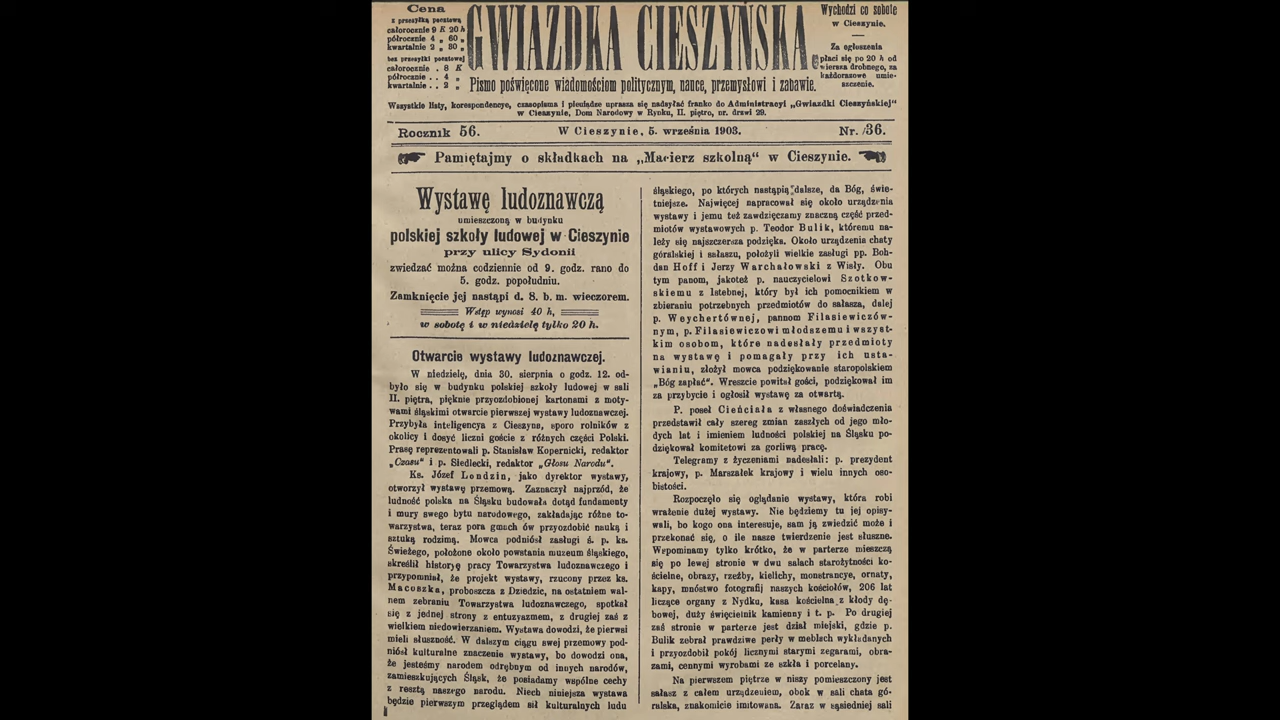 Cena
z przesyłką pocztową
całorocznie 9 K 20 h
półrocznie 4 „ 60 „
kwartalnie 2 „ 30 „
bez przesyłki pocztowej
całorocznie . 8 K
półrocznie . . 4 „
kwartalnie . . 2 „
GWIAZDKA CIESZYŃSKA.
Pismo poświęcone wiadomościom politycznym, nauce, przemysłowi i zabawie.
Wychodzi co sobotę
w Cieszynie.
Za ogłoszenia
płaci się po 20 h od
wiersza drobnego, za
każdorazowe umie-
szczenie.
Wszystkie listy, korespondencye, czasopisma i pieniądze uprasza się nadsyłać franko do Administracyi „Gwiazdki Cieszyńskiej“
w Cieszynie, Dom Narodowy w Rynku, II. piętro, nr. drzwi 29.
Rocznik 56. W Cieszynie, 5. września 1903. Nr. 36.
Pamiętajmy o składkach na „Macierz szkolną“ w Cieszynie.
Wystawę ludoznawczą
umieszczoną w budynku
polskiej szkoły ludowej w Cieszynie
przy ulicy Sydonii
zwiedzać można codziennie od 9. godz. rano do
5. godz. popołudniu.
Zamknięcie jej nastąpi d. 8. b. m. wieczorem.
Wstęp wynosi 40 h,
w sobotę i w niedzielę tylko 20 h.
Otwarcie wystawy ludoznawczej.
W niedzielę, dnia 30. sierpnia o godz. 12. od-
było się w budynku polskiej szkoły ludowej w sali
II. piętra, pięknie przyozdobionej kartonami z moty-
wami śląskimi otwarcie pierwszej wystawy ludoznawczej.
Przybyła inteligencya z Cieszyna, sporo rolników z
okolicy i dosyć liczni goście z różnych części Polski.
Prasę reprezentowali p. Stanisław Kopernicki, redaktor
„Czasu“ i p. Siedlecki, redaktor „Głosu Narodu“.
Ks. Józef Londzin, jako dyrektor wystawy,
otworzył wystawę przemową. Zaznaczył najprzód, że
ludność polska na Śląsku budowała dotąd fundamenty
i mury swego bytu narodowego, zakładając różne to-
warzystwa, teraz pora gmach ów przyozdobić nauką i
sztuką rodzimą. Mowca podniósł zasługi ś. p. ks.
Świeżego, położone około powstania muzeum śląskiego,
skreślił historyę pracy Towarzystwa ludoznawczego i
przypomniał, że projekt wystawy, rzucony przez ks.
Macoszka, proboszcza z Dziedzic, na ostatniem wal-
nem zebraniu Towarzystwa ludoznawczego, spotkał
się z jednej strony z entuzyazmem, z drugiej zaś z
wielkiem niedowierzaniem. Wystawa dowodzi, że pierwsi
mieli słuszność. W dalszym ciągu swej przemowy pod-
niósł kulturalne znaczenie wystawy, bo dowodzi ona,
że jesteśmy narodem odrębnym od innych narodów,
zamieszkujących Śląsk, że posiadamy wspólne cechy
z resztą naszego narodu. Niech niniejsza wystawa
będzie pierwszym przeglądem sił kulturalnych ludu
śląskiego, po których nastąpią dalsze, da Bóg, świe-
tniejsze. Najwięcej napracował się około urządzenia
wystawy i jemu też zawdzięczamy znaczną część przed-
miotów wystawowych p. Teodor Bulik, któremu na-
leży się najszczersza podzięka. Około urządzenia chaty
góralskiej i sałaszu, położyli wielkie zasługi pp. Boh-
dan Hoff i Jerzy Warchałowski z Wisły. Obu
tym panom, jakoteż p. nauczycielowi Szotkow-
skiemu z Istebnej, który był ich pomocnikiem w
zbieraniu potrzebnych przedmiotów do sałasza, dalej
p. Weychertównej, pannom Filasiewiczów-
nym, p. Filasiewiczowi młodszemu i wszyst-
kim osobom, które nadesłały przedmioty
na wystawę i pomagały przy ich usta-
wianiu, złożył mowca podziękowanie staropolskiem
„Bóg zapłać“. Wreszcie powitał gości, podziękował im
za przybycie i ogłosił wystawę za otwartą.
P. poseł Cieńciała z własnego doświadczenia
przedstawił cały szereg zmian zaszłych od jego mło-
dych lat i imieniem ludności polskiej na Śląsku po-
dziękował komitetowi za gorliwą pracę.
Telegramy z życzeniami nadesłali: p. prezydent
krajowy, p. Marszałek krajowy i wielu innych oso-
bistości.
Rozpoczęło się oglądanie wystawy, która robi
wrażenie dużej wystawy. Nie będziemy tu jej opisy-
wali, bo kogo ona interesuje, sam ją zwiedzić może i
przekonać się, o ile nasze twierdzenie jest słuszne.
Wspominamy tylko krótko, że w parterze mieszczą
się po lewej stronie w dwu salach starożytności ko-
ścielne, obrazy, rzeźby, kielichy, monstrancye, ornaty,
kapy, mnóstwo fotografij naszych kościołów, 206 lat
liczące organy z Nydku, kasa kościelna z kłody dę-
bowej, duży święcielnik kamienny i t. p. Po drugiej
zaś stronie w parterze jest dział miejski, gdzie p.
Bulik zebrał prawdziwe perły w meblach wykładanych
i przyozdobił pokój licznymi starymi zegarami, obra-
zami, cennymi wyrobami ze szkła i porcelany.
Na pierwszem piętrze w niszy pomieszczony jest
sałasz z całem urządzeniem, obok w sali chata gó-
ralska, znakomicie imitowana. Zaraz w sąsiedniej sali